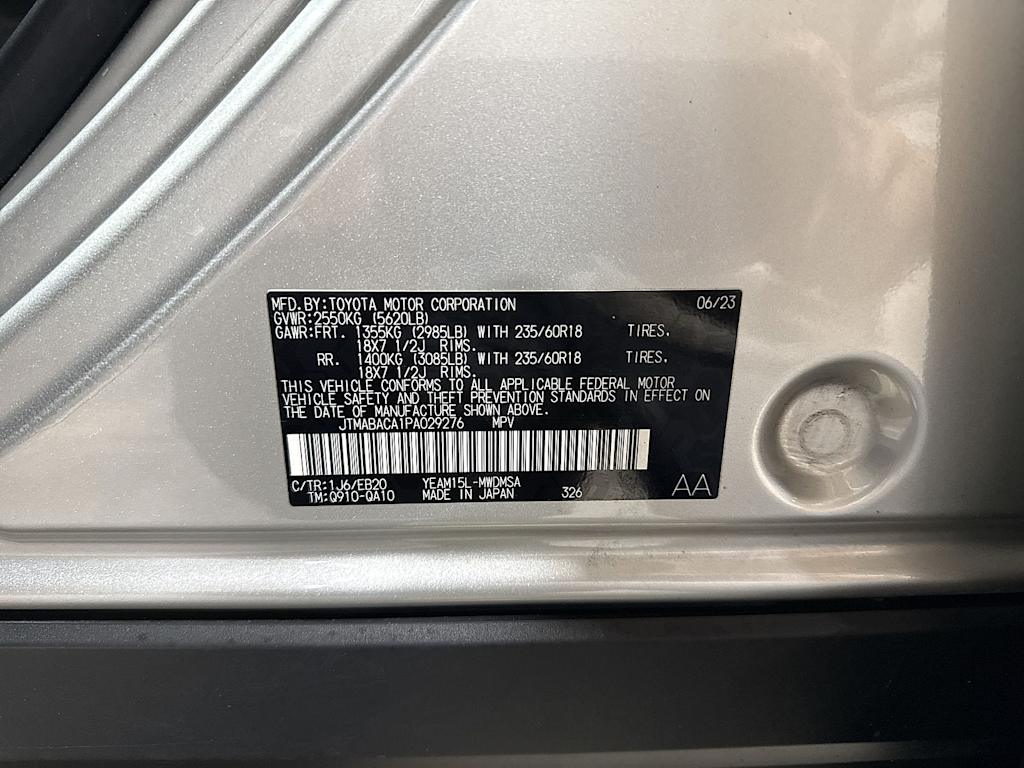 MFD.BY:TOYOTA MOTOR CORPORATION 06/23
GVWR:2550KG (5620LB)
GAWR:FRT. 1355KG (2985LB) WITH 235/60R18 TIRES.
18X7 1/2J RIMS.
RR. 1400KG (3085LB) WITH 235/60R18 TIRES.
18X7 1/2J RIMS.
THIS VEHICLE CONFORMS TO ALL APPLICABLE FEDERAL MOTOR
VEHICLE SAFETY AND THEFT PREVENTION STANDARDS IN EFFECT ON
THE DATE OF MANUFACTURE SHOWN ABOVE.
JTMABACA1PA029276 MPV
C/TR:1J6/EB20 YEAM15L-MWDMSA
TM:Q910-QA10 MADE IN JAPAN 326 AA